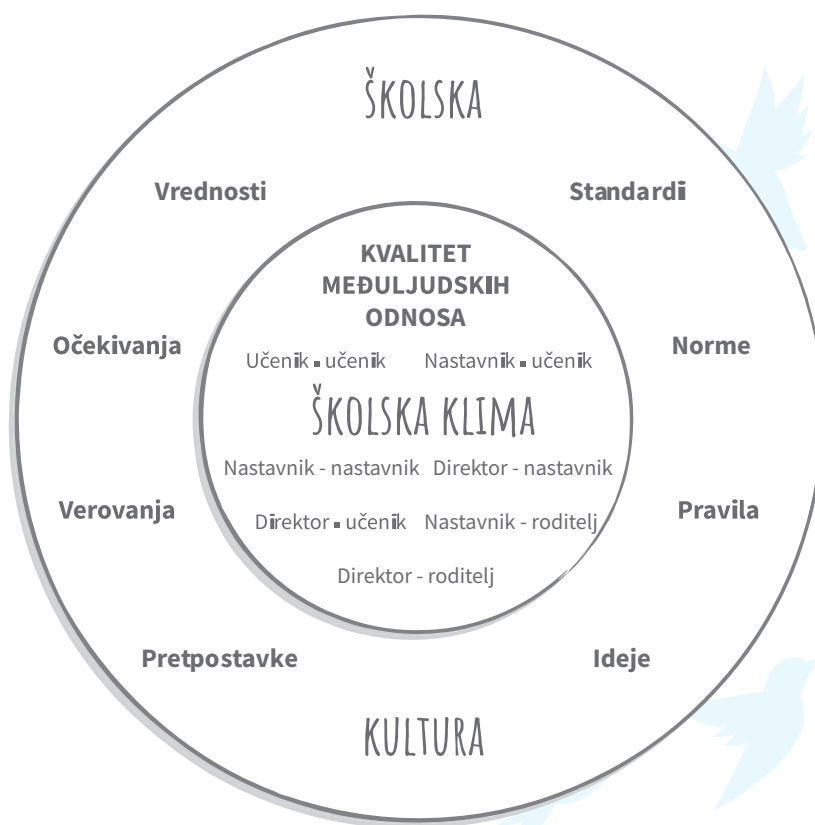 ŠKOLSKA
Vrednosti Standardi
KVALITET
MEĐULJUDSKIH
ODNOSA
Očekivanja Norme
Učenik - učenik Nastavnik - učenik
ŠKOLSKA KLIMA
Nastavnik - nastavnik Direktor - nastavnik
Verovanja Pravila
Direktor - učenik Nastavnik - roditelj
Direktor - roditelj
Pretpostavke Ideje
KULTURA